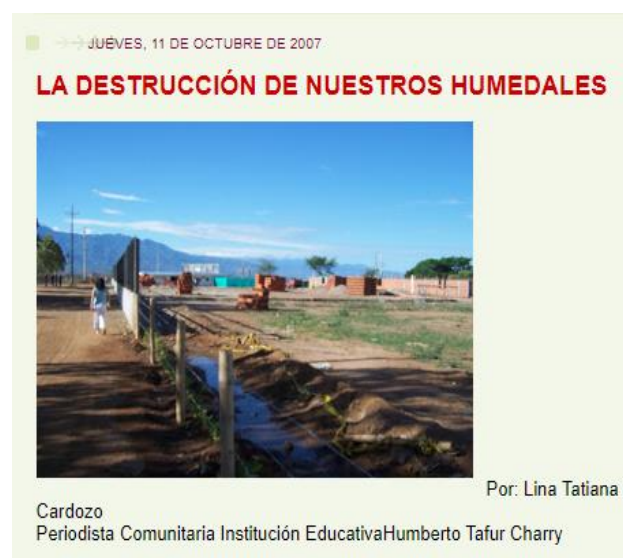 JUEVES, 11 DE OCTUBRE DE 2007
LA DESTRUCCIÓN DE NUESTROS HUMEDALES
Por: Lina Tatiana
Cardozo
Periodista Comunitaria Institución EducativaHumberto Tafur Charry